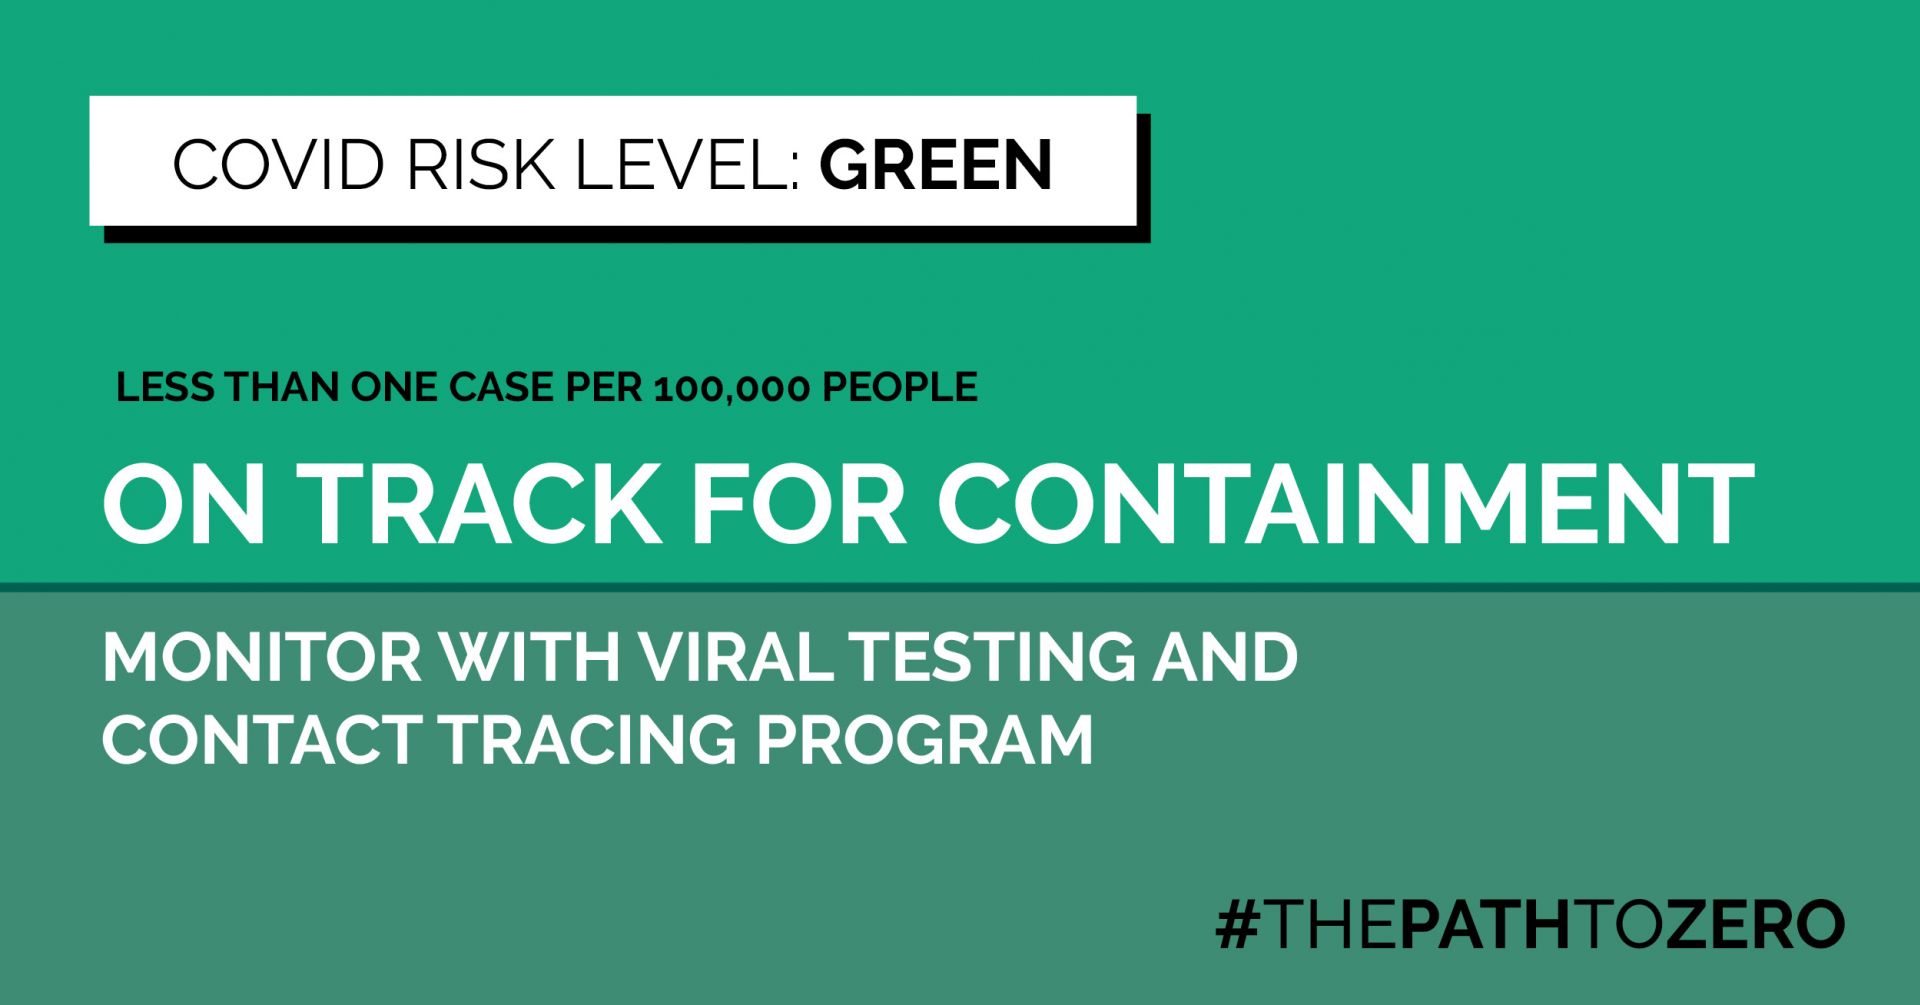 COVID RISK LEVEL: GREEN
LESS THAN ONE CASE PER 100,000 PEOPLE
ON TRACK FOR CONTAINMENT
MONITOR WITH VIRAL TESTING AND
CONTACT TRACING PROGRAM
#THEPATHTOZERO